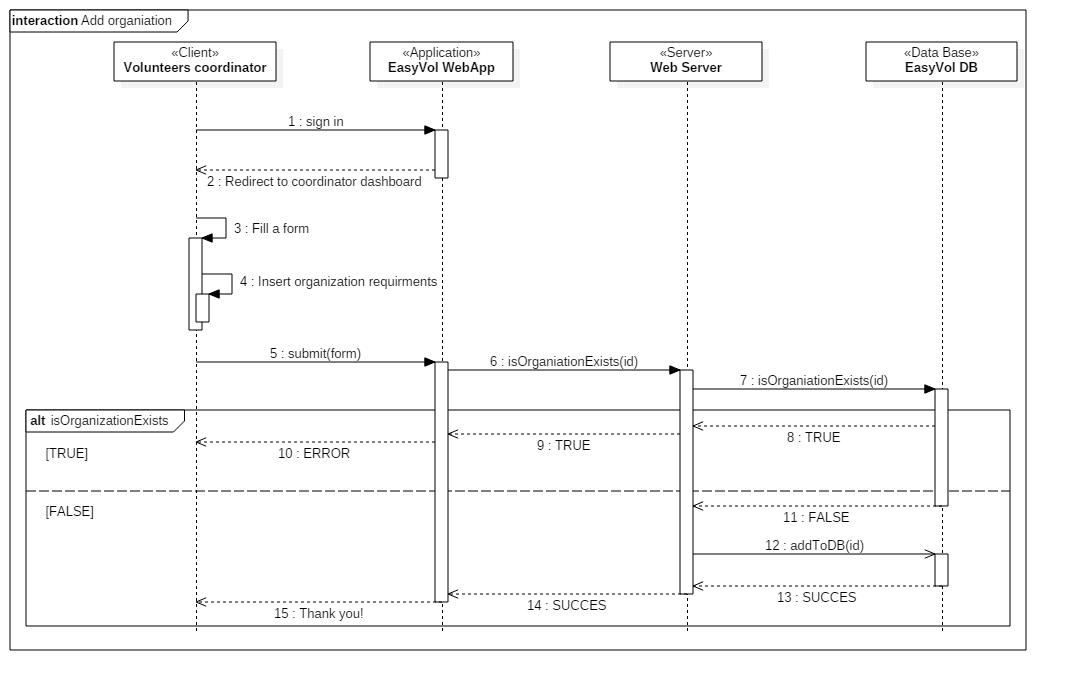 interaction Add organiation
«Client»
Volunteers coordinator
«Application»
EasyVol WebApp
«Server»
Web Server
«Data Base»
EasyVol DB
1 : sign in
2 : Redirect to coordinator dashboard
3 : Fill a form
4 : Insert organization requirments
5 : submit(form)
6 : isOrganiationExists(id)
7 : isOrganiationExists(id)
alt isOrganizationExists
[TRUE]
8 : TRUE
9 : TRUE
10 : ERROR
[FALSE]
11 : FALSE
12 : addToDB(id)
13 : SUCCES
14 : SUCCES
15 : Thank you!